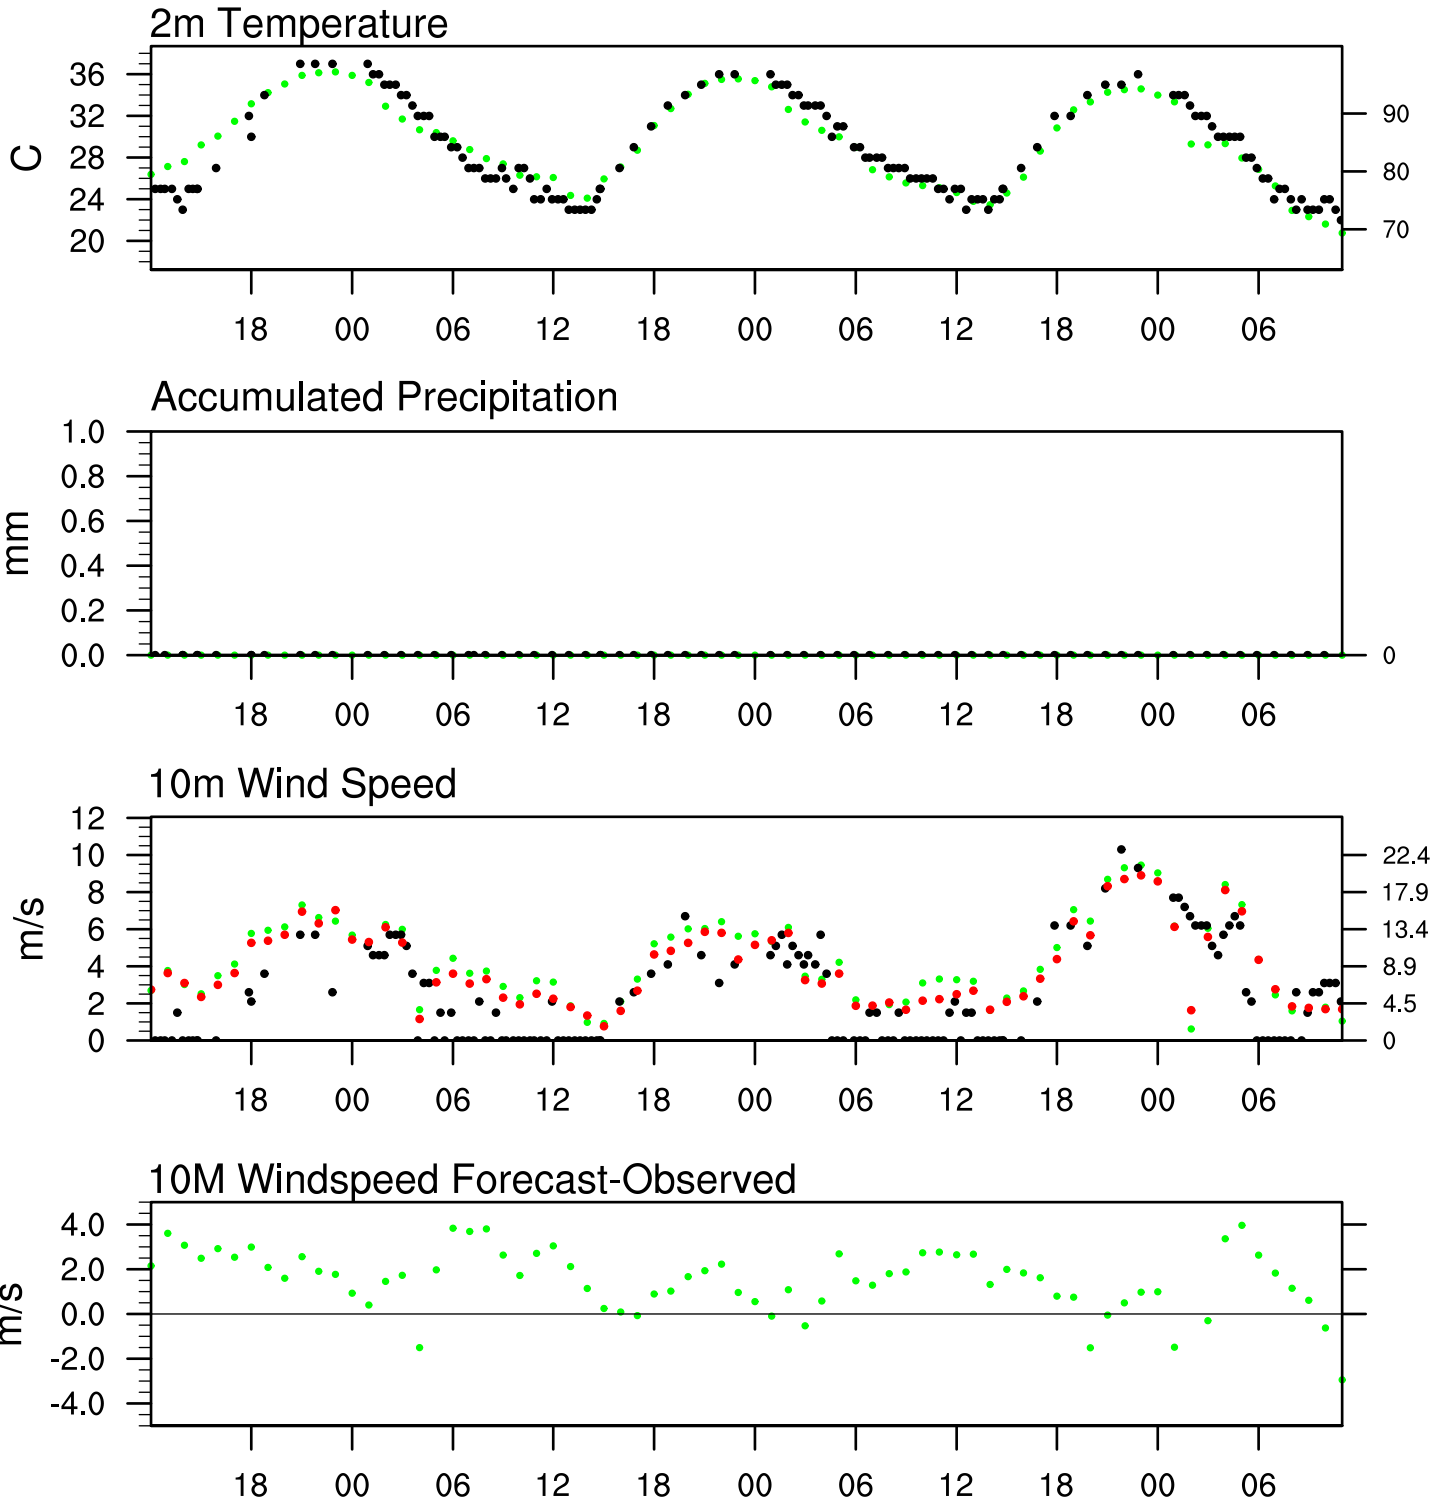 2m Temperature
C
36
32
28
24
20
90
80
70
18 00 06 12 18 00 06 12 18 00 06
Accumulated Precipitation
mm
1.0
0.8
0.6
0.4
0.2
0.0
0
18 00 06 12 18 00 06 12 18 00 06
10m Wind Speed
m/s
12
10
8
6
4
2
0
22.4
17.9
13.4
8.9
4.5
0
18 00 06 12 18 00 06 12 18 00 06
10M Windspeed Forecast-Observed
m/s
4.0
2.0
0.0
-2.0
-4.0
18 00 06 12 18 00 06 12 18 00 06